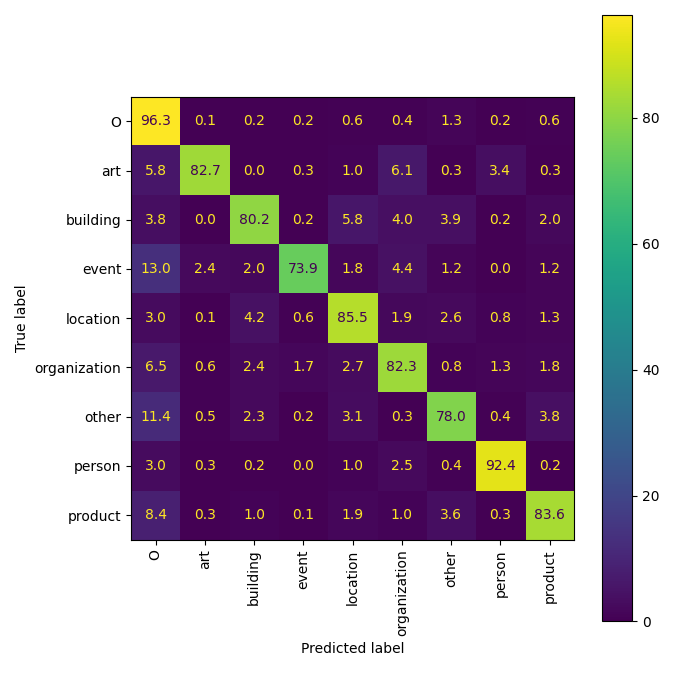 O 96.3 0.1 0.2 0.2 0.6 0.4 1.3 0.2 0.6
art 5.8 82.7 0.0 0.3 1.0 6.1 0.3 3.4 0.3
building 3.8 0.0 80.2 0.2 5.8 4.0 3.9 0.2 2.0
event 13.0 2.4 2.0 73.9 1.8 4.4 1.2 0.0 1.2
location 3.0 0.1 4.2 0.6 85.5 1.9 2.6 0.8 1.3
organization 6.5 0.6 2.4 1.7 2.7 82.3 0.8 1.3 1.8
other 11.4 0.5 2.3 0.2 3.1 0.3 78.0 0.4 3.8
person 3.0 0.3 0.2 0.0 1.0 2.5 0.4 92.4 0.2
product 8.4 0.3 1.0 0.1 1.9 1.0 3.6 0.3 83.6
O art building event location organization other person product
Predicted label
True label
80
60
40
20
0